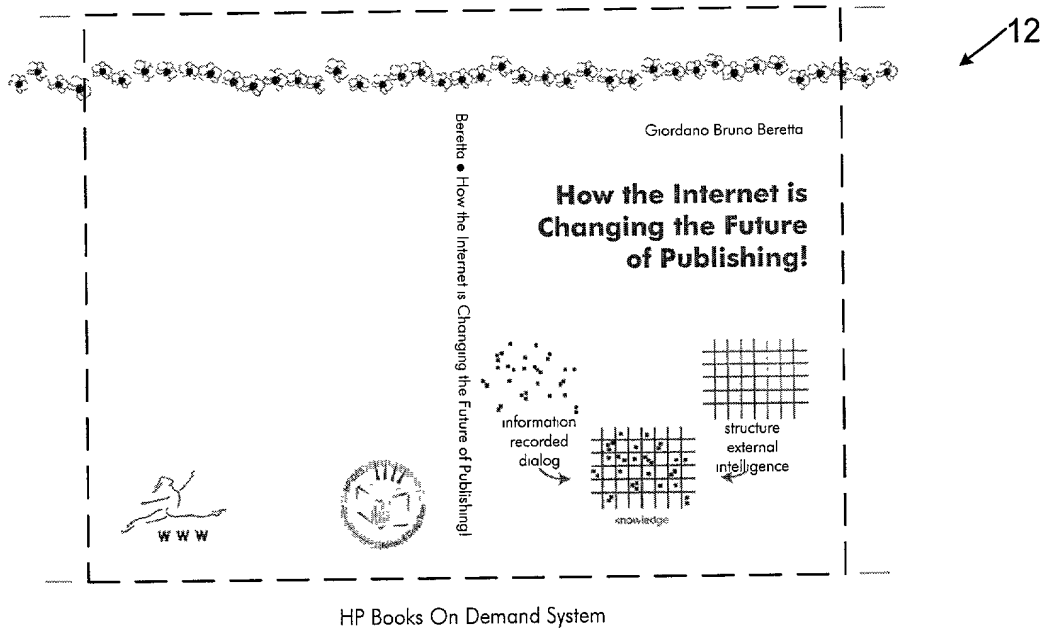 12
Giordano Bruno Beretta
How the Internet is
Changing the Future
of Publishing!
Beretta • How the Internet is Changing the Future of Publishing!
information
recorded
dialog
structure
external
intelligence
knowledge
W W W
HP Books On Demand System